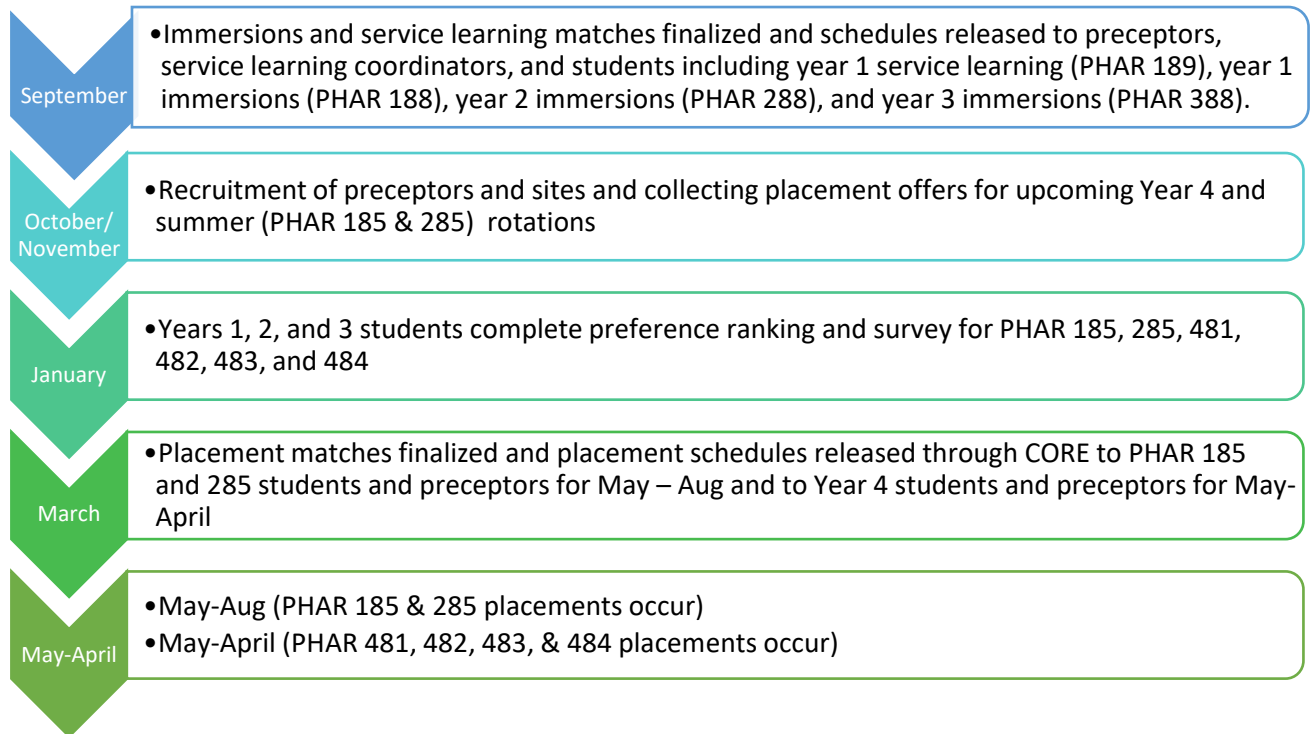 September
•Immersions and service learning matches finalized and schedules released to preceptors,
service learning coordinators, and students including year 1 service learning (PHAR 189), year 1
immersions (PHAR 188), year 2 immersions (PHAR 288), and year 3 immersions (PHAR 388).
October/
November
•Recruitment of preceptors and sites and collecting placement offers for upcoming Year 4 and
summer (PHAR 185 & 285) rotations
January
•Years 1, 2, and 3 students complete preference ranking and survey for PHAR 185, 285, 481,
482, 483, and 484
March
•Placement matches finalized and placement schedules released through CORE to PHAR 185
and 285 students and preceptors for May – Aug and to Year 4 students and preceptors for May-
April
May-April
•May-Aug (PHAR 185 & 285 placements occur)
•May-April (PHAR 481, 482, 483, & 484 placements occur)